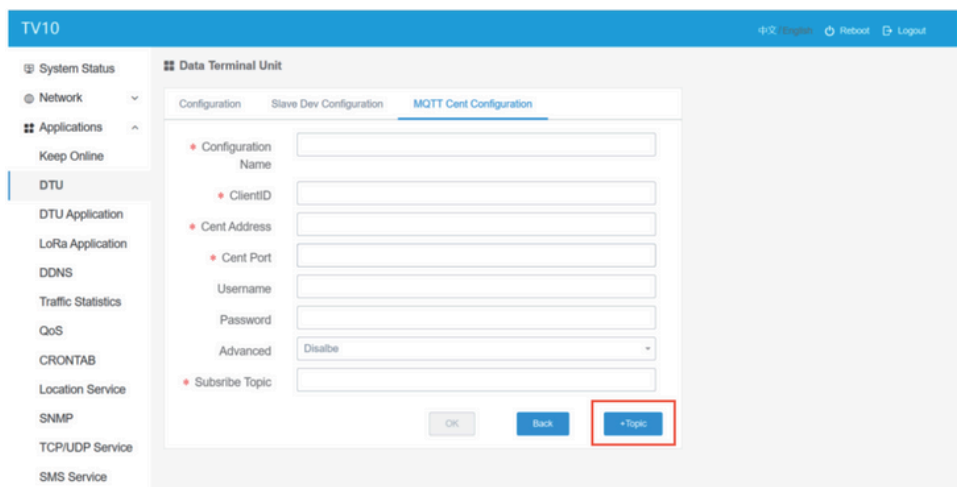 TV10
中文 English Reboot Logout
System Status
Network
Applications
Keep Online
DTU
DTU Application
LoRa Application
DDNS
Traffic Statistics
QoS
CRONTAB
Location Service
SNMP
TCP/UDP Service
SMS Service
Data Terminal Unit
Configuration Slave Dev Configuration MQTT Cent Configuration
* Configuration
Name
* ClientID
* Cent Address
* Cent Port
Username
Password
Advanced Disalbe
* Subsribe Topic
OK Back +Topic